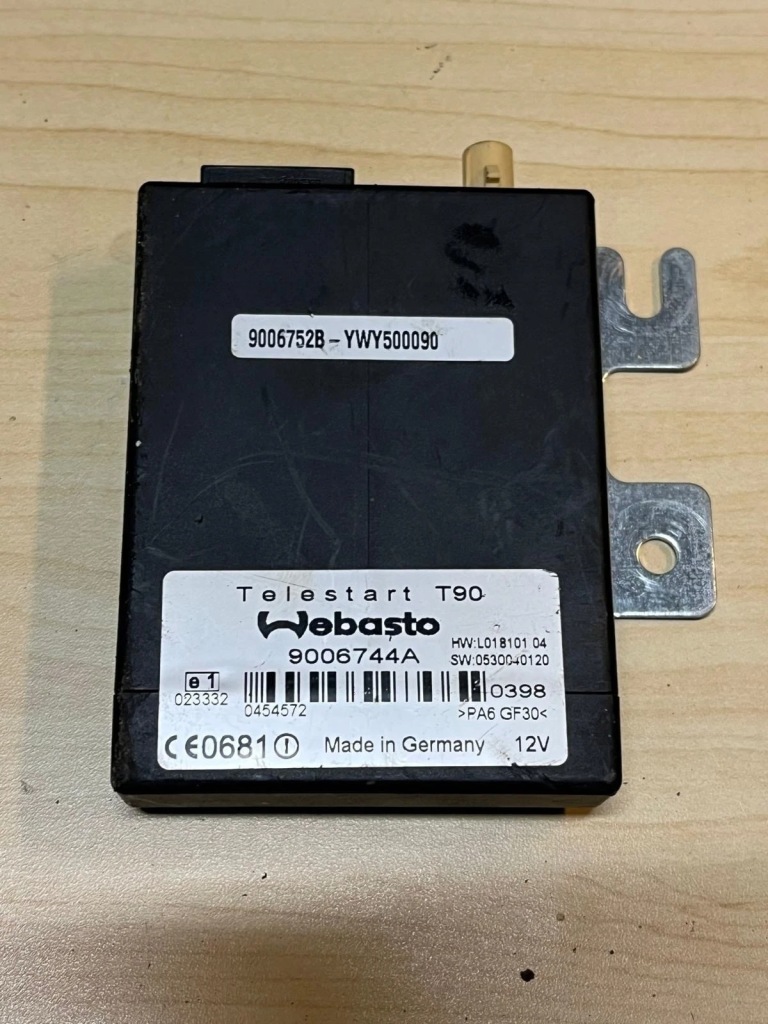 9006752B - YWY500090
Telestart T90
Webasto
9006744A
HW:L018101 04
SW:0530040120
e1
023332
0398
0454572
>PA6 GF30<
CE0681
Made in Germany
12V